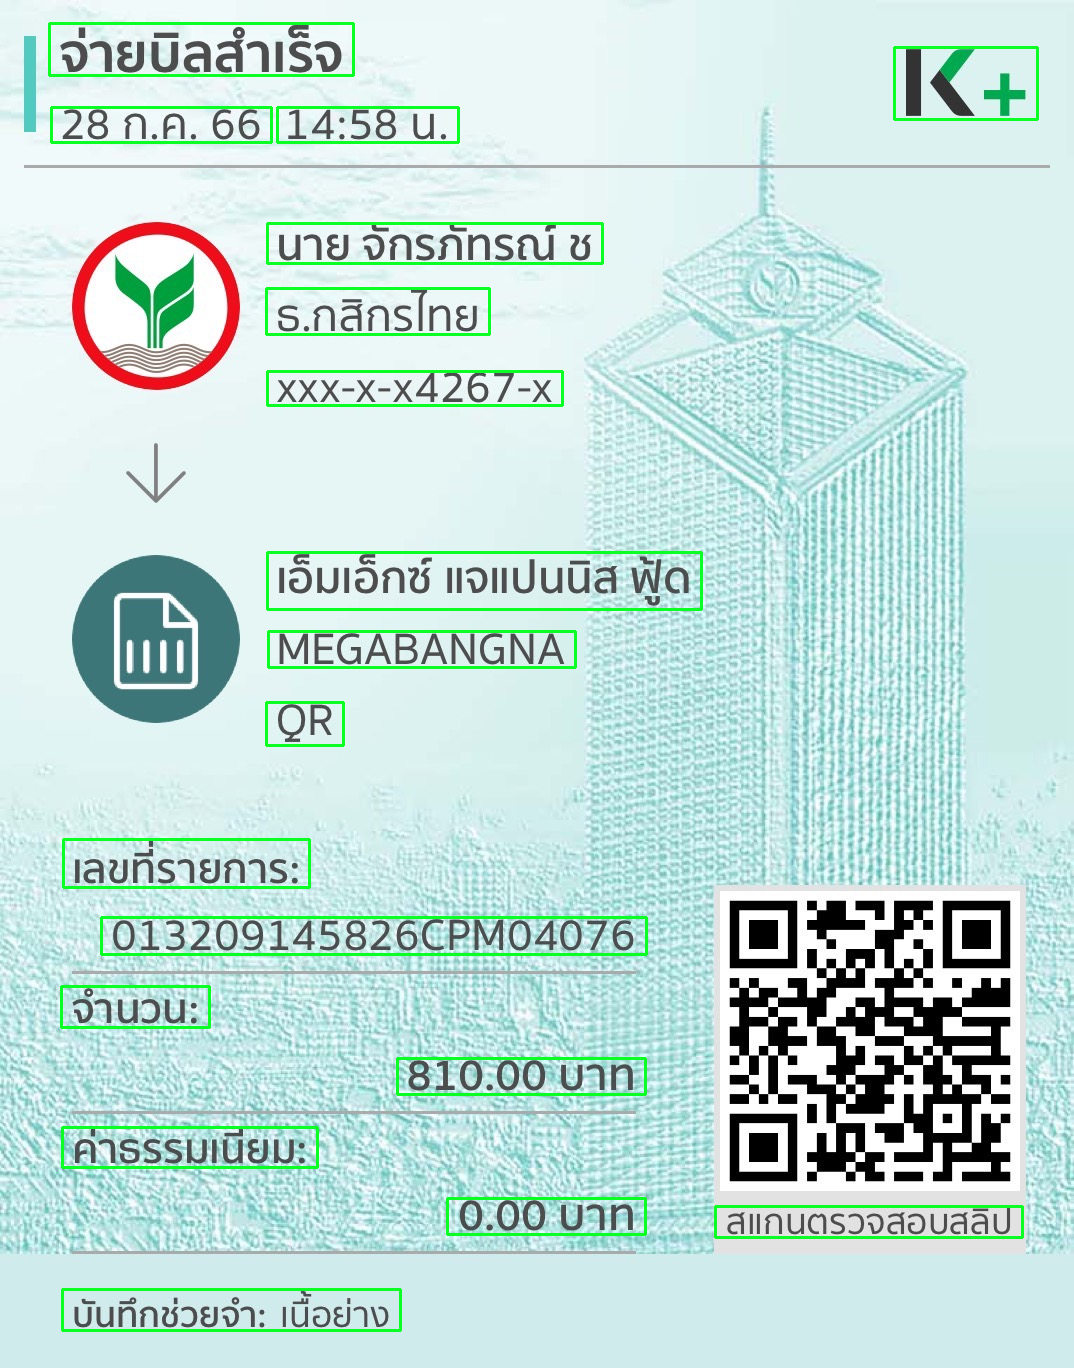 จ่ายบิลสำเร็จ
28 ก.ค. 66 14:58 น.
K+
นาย จักรภัทรณ์ ช
ธ.กสิกรไทย
xxx-x-x4267-x
เอ็มเอ็กซ์ แจแปนนิส ฟู้ด
MEGABANGNA
QR
เลขที่รายการ:
013209145826CPM04076
จำนวน:
810.00 บาท
ค่าธรรมเนียม:
0.00 บาท
สแกนตรวจสอบสลิป
บันทึกช่วยจำ: เนื้อย่าง